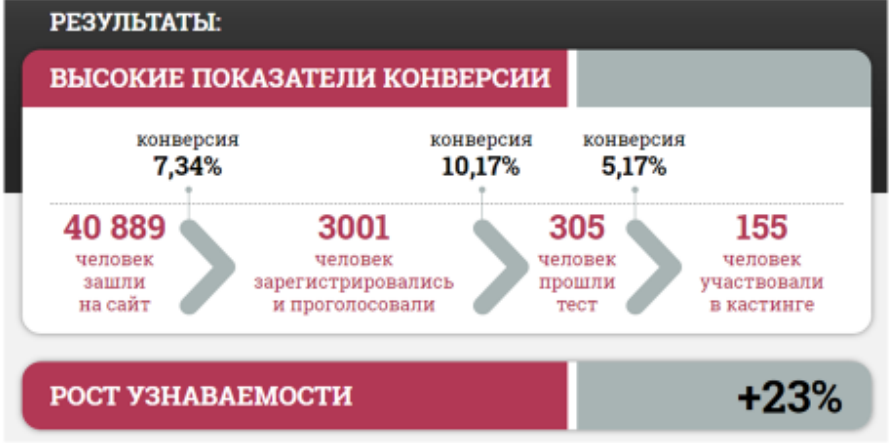 РЕЗУЛЬТАТЫ:
ВЫСОКИЕ ПОКАЗАТЕЛИ КОНВЕРСИИ
конверсия
7,34%
конверсия
10,17%
конверсия
5,17%
40 889
человек
зашли
на сайт
3001
человек
зарегистрировались
и проголосовали
305
человек
прошли
тест
155
человек
участвовали
в кастинге
РОСТ УЗНАВАЕМОСТИ
+23%